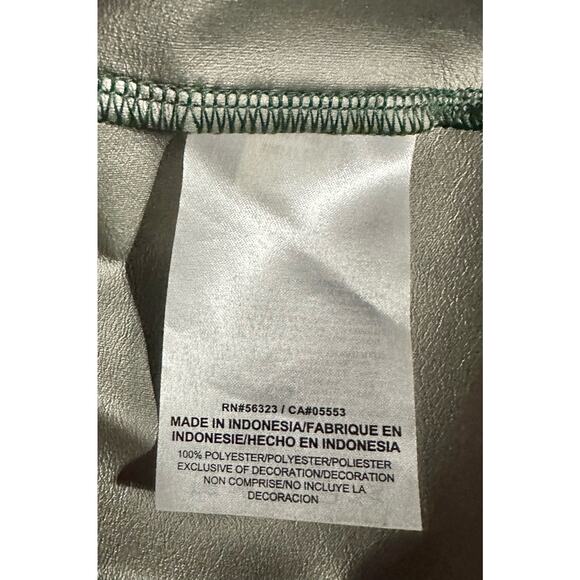 RN#56323 / CA#05553
MADE IN INDONESIA/FABRIQUE EN
INDONESIE/HECHO EN INDONESIA
100% POLYESTER/POLYESTER/POLIESTER
EXCLUSIVE OF DECORATION/DECORATION
NON COMPRISE/NO INCLUYE LA
DECORACION